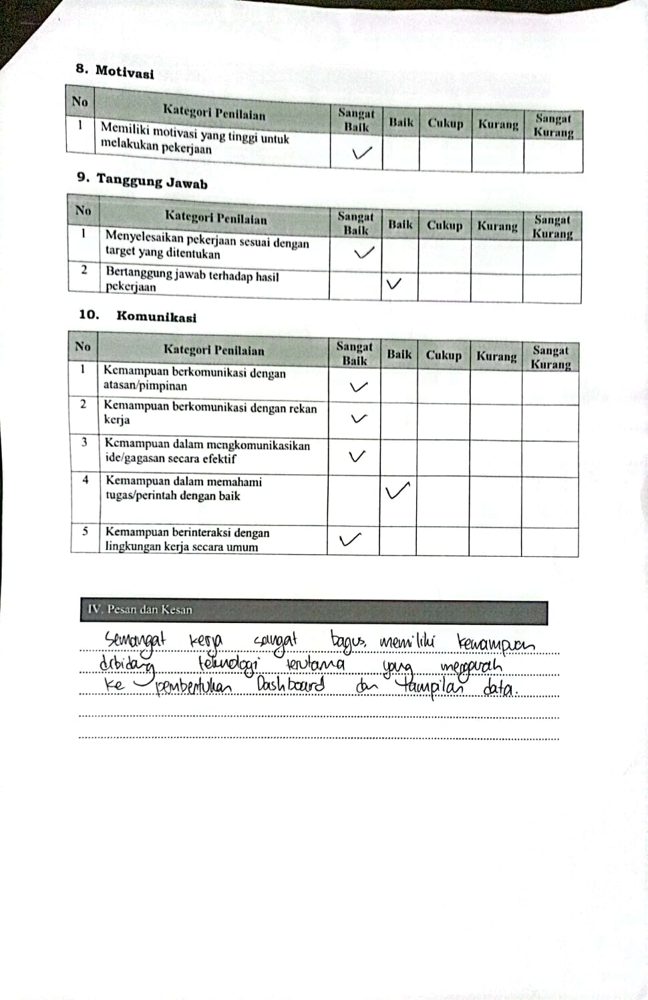 8. Motivasi
No Kategori Penilaian Sangat Baik Baik Cukup Kurang Sangat Kurang
1 Memiliki motivasi yang tinggi untuk
melakukan pekerjaan ✓
9. Tanggung Jawab
No Kategori Penilaian Sangat Baik Baik Cukup Kurang Sangat Kurang
1 Menyelesaikan pekerjaan sesuai dengan
target yang ditentukan ✓
2 Bertanggung jawab terhadap hasil
pekerjaan ✓
10. Komunikasi
No Kategori Penilaian Sangat Baik Baik Cukup Kurang Sangat Kurang
1 Kemampuan berkomunikasi dengan
atasan/pimpinan ✓
2 Kemampuan berkomunikasi dengan rekan
kerja ✓
3 Kemampuan dalam mengkomunikasikan
ide/gagasan secara efektif ✓
4 Kemampuan dalam memahami
tugas/perintah dengan baik ✓
5 Kemampuan berinteraksi dengan
lingkungan kerja secara umum ✓
IV. Pesan dan Kesan
Semangat kerja sangat bagus, memiliki kemampuan
dibidang teknologi terutama yang mengarah
ke pembentukan Dashboard dan tampilan data.